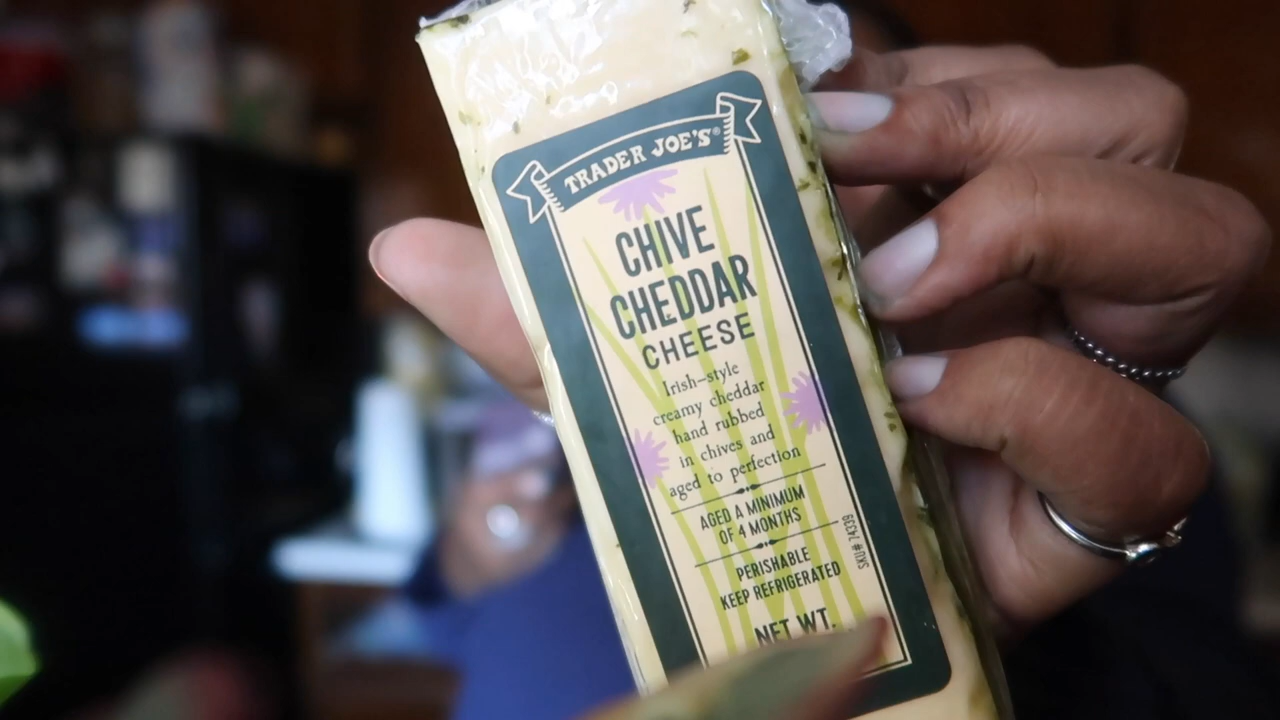 TRADER JOE'S®
CHIVE
CHEDDAR
CHEESE
Irish-style
creamy cheddar
hand rubbed
in chives and
aged to perfection
AGED A MINIMUM
OF 4 MONTHS
SKU# 74339
PERISHABLE
KEEP REFRIGERATED
NET WT.